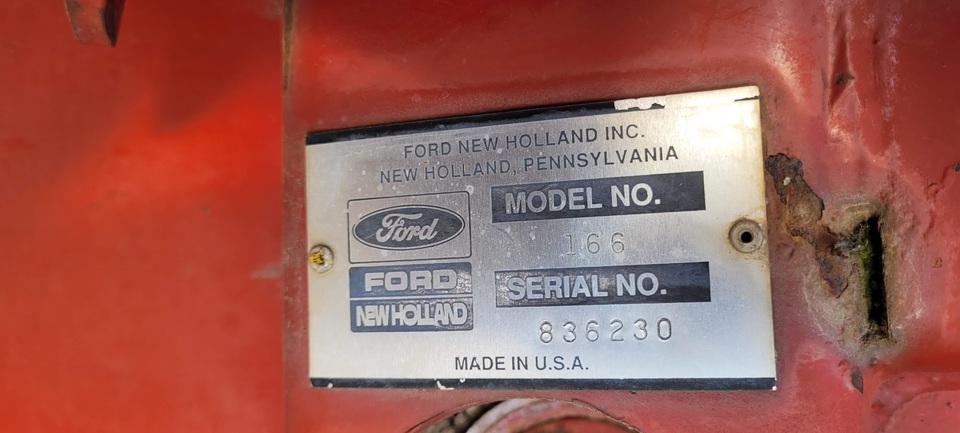 FORD NEW HOLLAND INC.
NEW HOLLAND, PENNSYLVANIA
MODEL NO.
166
Ford
FORD
NEW HOLLAND
SERIAL NO.
836230
MADE IN U.S.A.